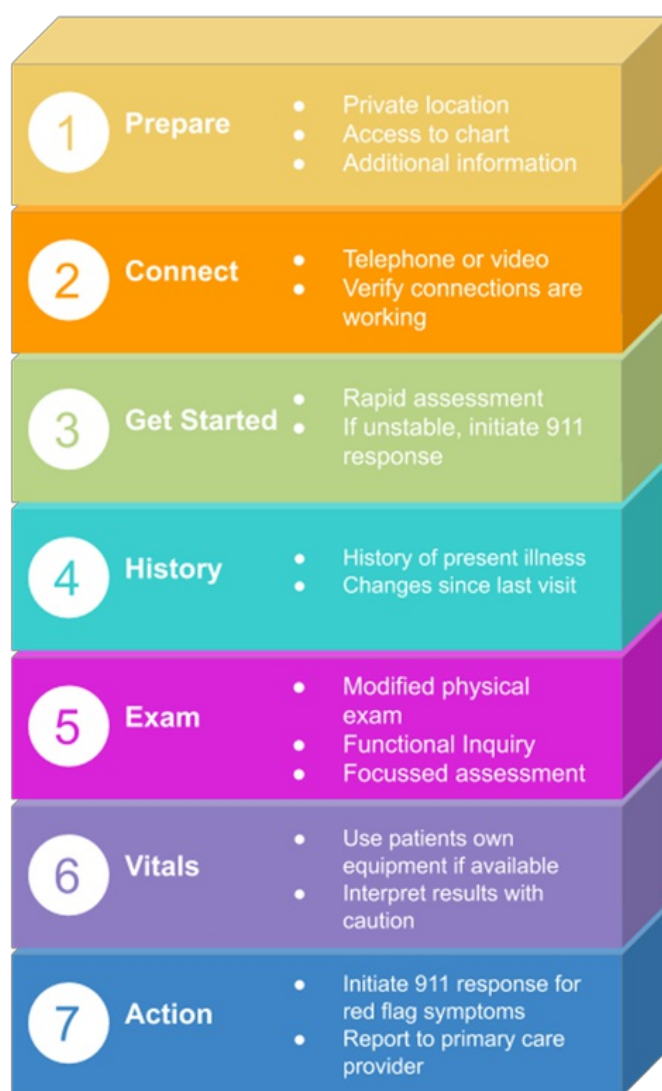 1
Prepare
● Private location
● Access to chart
● Additional information
2
Connect
● Telephone or video
● Verify connections are
working
3
Get Started
● Rapid assessment
● If unstable, initiate 911
response
4
History
● History of present illness
● Changes since last visit
5
Exam
● Modified physical
exam
● Functional Inquiry
● Focussed assessment
6
Vitals
● Use patients own
equipment if available
● Interpret results with
caution
7
Action
● Initiate 911 response for
red flag symptoms
● Report to primary care
provider